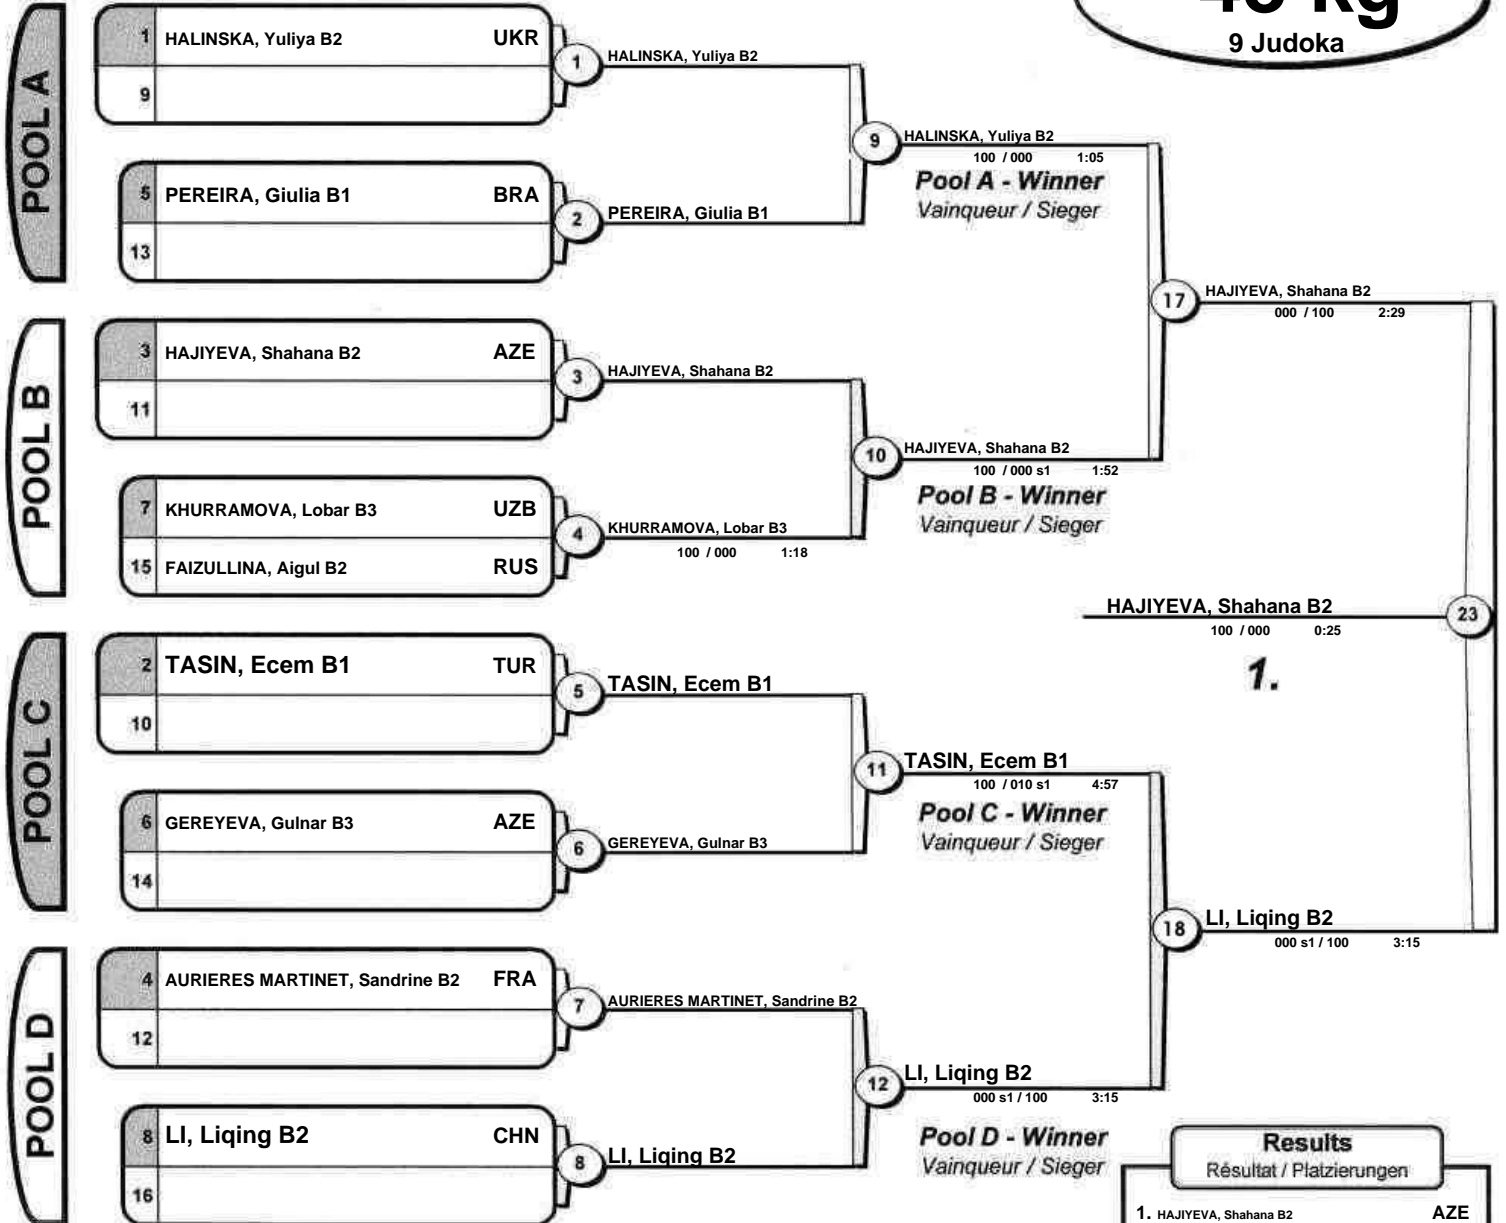 48 kg
9 Judoka
POOL A
1 HALINSKA, Yuliya B2 UKR
9
1 HALINSKA, Yuliya B2
5 PEREIRA, Giulia B1 BRA
13
2 PEREIRA, Giulia B1
9 HALINSKA, Yuliya B2
100 / 000 1:05
Pool A - Winner
Vainqueur / Sieger
POOL B
3 HAJIYEVA, Shahana B2 AZE
11
3 HAJIYEVA, Shahana B2
7 KHURRAMOVA, Lobar B3 UZB
15 FAIZULLINA, Aigul B2 RUS
4 KHURRAMOVA, Lobar B3
100 / 000 1:18
10 HAJIYEVA, Shahana B2
100 / 000 s1 1:52
Pool B - Winner
Vainqueur / Sieger
17 HAJIYEVA, Shahana B2
000 / 100 2:29
HAJIYEVA, Shahana B2 23
100 / 000 0:25
1.
POOL C
2 TASIN, Ecem B1 TUR
10
5 TASIN, Ecem B1
6 GEREYEVA, Gulnar B3 AZE
14
6 GEREYEVA, Gulnar B3
11 TASIN, Ecem B1
100 / 010 s1 4:57
Pool C - Winner
Vainqueur / Sieger
POOL D
4 AURIERES MARTINET, Sandrine B2 FRA
12
7 AURIERES MARTINET, Sandrine B2
8 LI, Liqing B2 CHN
16
8 LI, Liqing B2
12 LI, Liqing B2
000 s1 / 100 3:15
Pool D - Winner
Vainqueur / Sieger
18 LI, Liqing B2
000 s1 / 100 3:15
Results
Résultat / Platzierungen
1. HAJIYEVA, Shahana B2 AZE